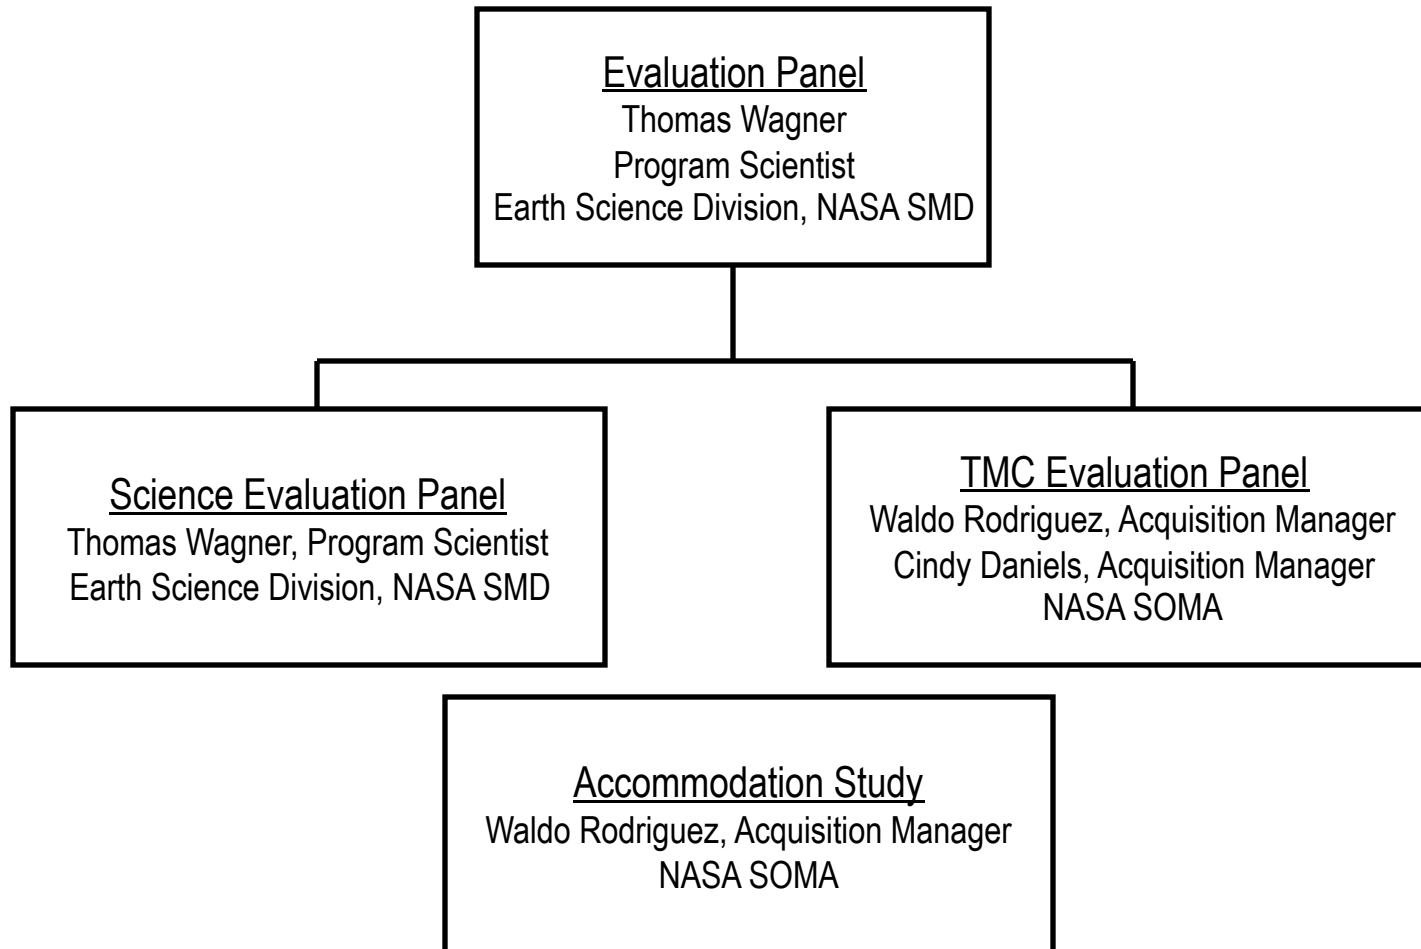 Evaluation Panel
Thomas Wagner
Program Scientist
Earth Science Division, NASA SMD
Science Evaluation Panel
Thomas Wagner, Program Scientist
Earth Science Division, NASA SMD
TMC Evaluation Panel
Waldo Rodriguez, Acquisition Manager
Cindy Daniels, Acquisition Manager
NASA SOMA
Accommodation Study
Waldo Rodriguez, Acquisition Manager
NASA SOMA